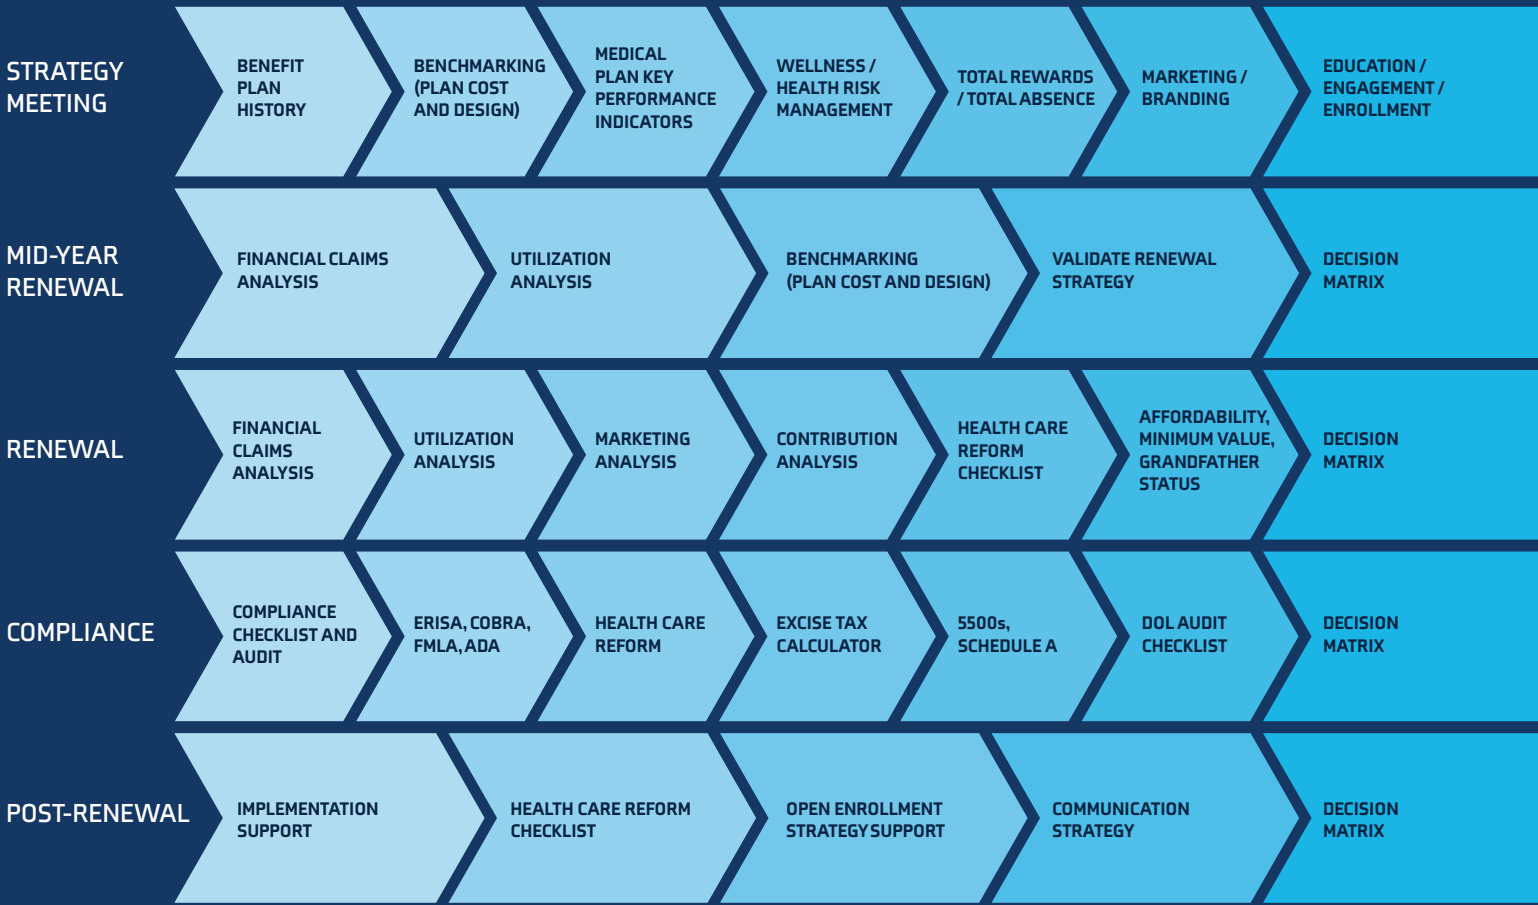 STRATEGY
MEETING
BENEFIT
PLAN
HISTORY
BENCHMARKING
(PLAN COST
AND DESIGN)
MEDICAL
PLAN KEY
PERFORMANCE
INDICATORS
WELLNESS /
HEALTH RISK
MANAGEMENT
TOTAL REWARDS
/ TOTAL ABSENCE
MARKETING /
BRANDING
EDUCATION /
ENGAGEMENT /
ENROLLMENT
MID-YEAR
RENEWAL
FINANCIAL CLAIMS
ANALYSIS
UTILIZATION
ANALYSIS
BENCHMARKING
(PLAN COST AND DESIGN)
VALIDATE RENEWAL
STRATEGY
DECISION
MATRIX
RENEWAL
FINANCIAL
CLAIMS
ANALYSIS
UTILIZATION
ANALYSIS
MARKETING
ANALYSIS
CONTRIBUTION
ANALYSIS
HEALTH CARE
REFORM
CHECKLIST
AFFORDABILITY,
MINIMUM VALUE,
GRANDFATHER
STATUS
DECISION
MATRIX
COMPLIANCE
COMPLIANCE
CHECKLIST AND
AUDIT
ERISA, COBRA,
FMLA, ADA
HEALTH CARE
REFORM
EXCISE TAX
CALCULATOR
5500s,
SCHEDULE A
DOL AUDIT
CHECKLIST
DECISION
MATRIX
POST-RENEWAL
IMPLEMENTATION
SUPPORT
HEALTH CARE REFORM
CHECKLIST
OPEN ENROLLMENT
STRATEGY SUPPORT
COMMUNICATION
STRATEGY
DECISION
MATRIX